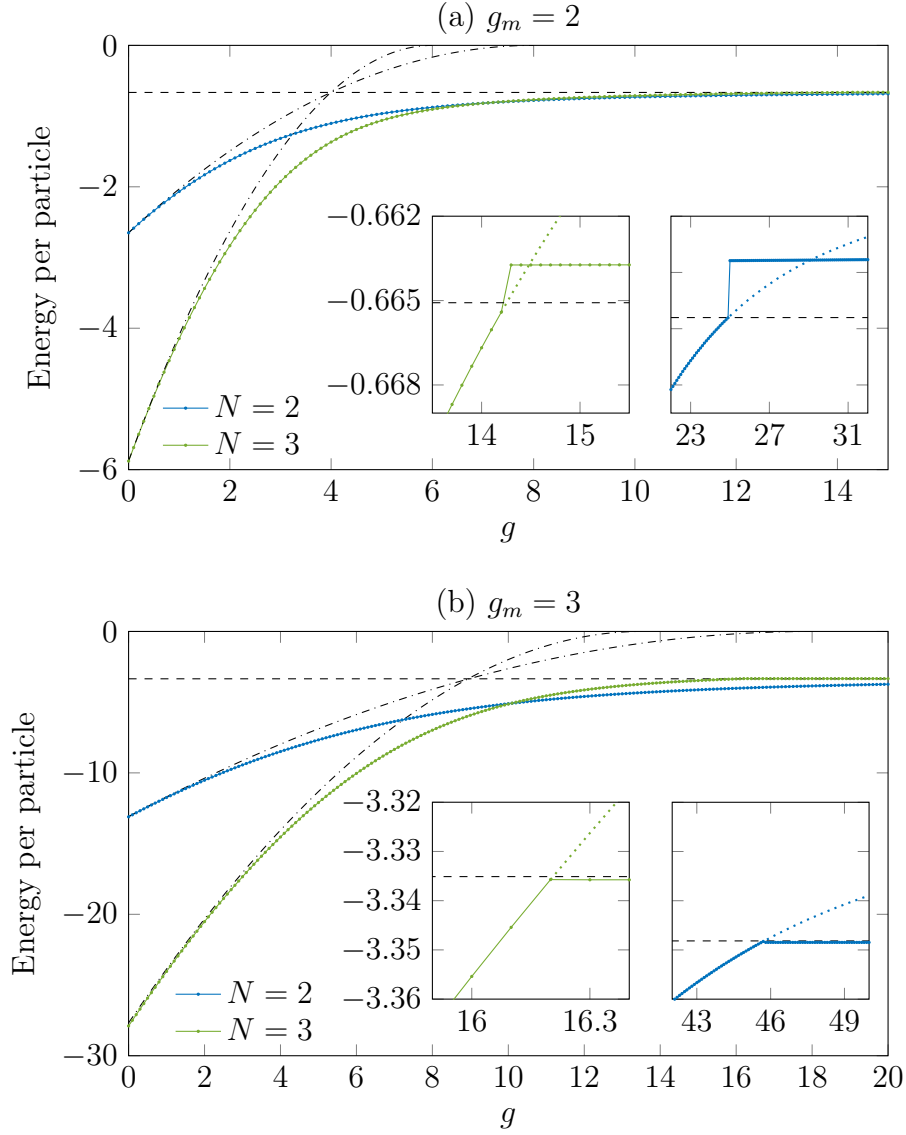 (a) g_m = 2
0
−2
−4
−6
Energy per particle
−0.662
−0.665
−0.668
14 15
23 27 31
N = 2
N = 3
0 2 4 6 8 10 12 14
g
(b) g_m = 3
0
−10
−20
−30
Energy per particle
−3.32
−3.33
−3.34
−3.35
−3.36
16 16.3
43 46 49
N = 2
N = 3
0 2 4 6 8 10 12 14 16 18 20
g